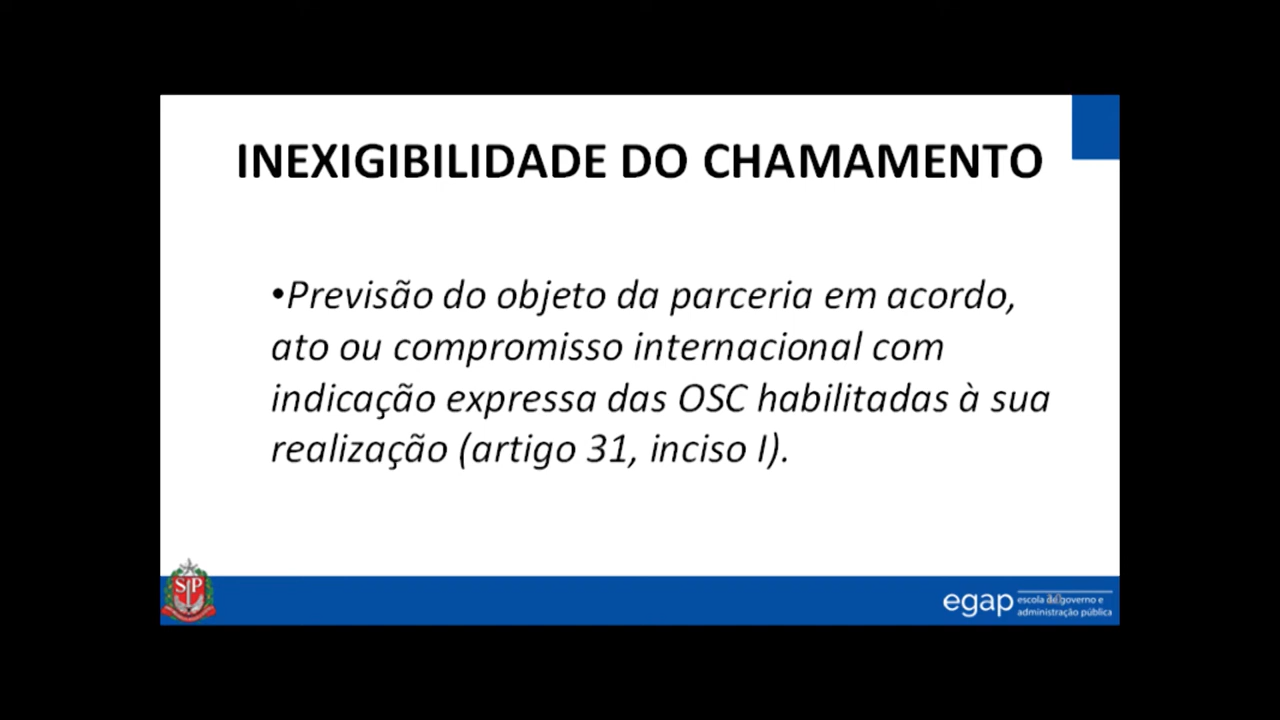 INEXIGIBILIDADE DO CHAMAMENTO
•Previsão do objeto da parceria em acordo,
ato ou compromisso internacional com
indicação expressa das OSC habilitadas à sua
realização (artigo 31, inciso I).
SP
egap
escola de governo e
administração pública